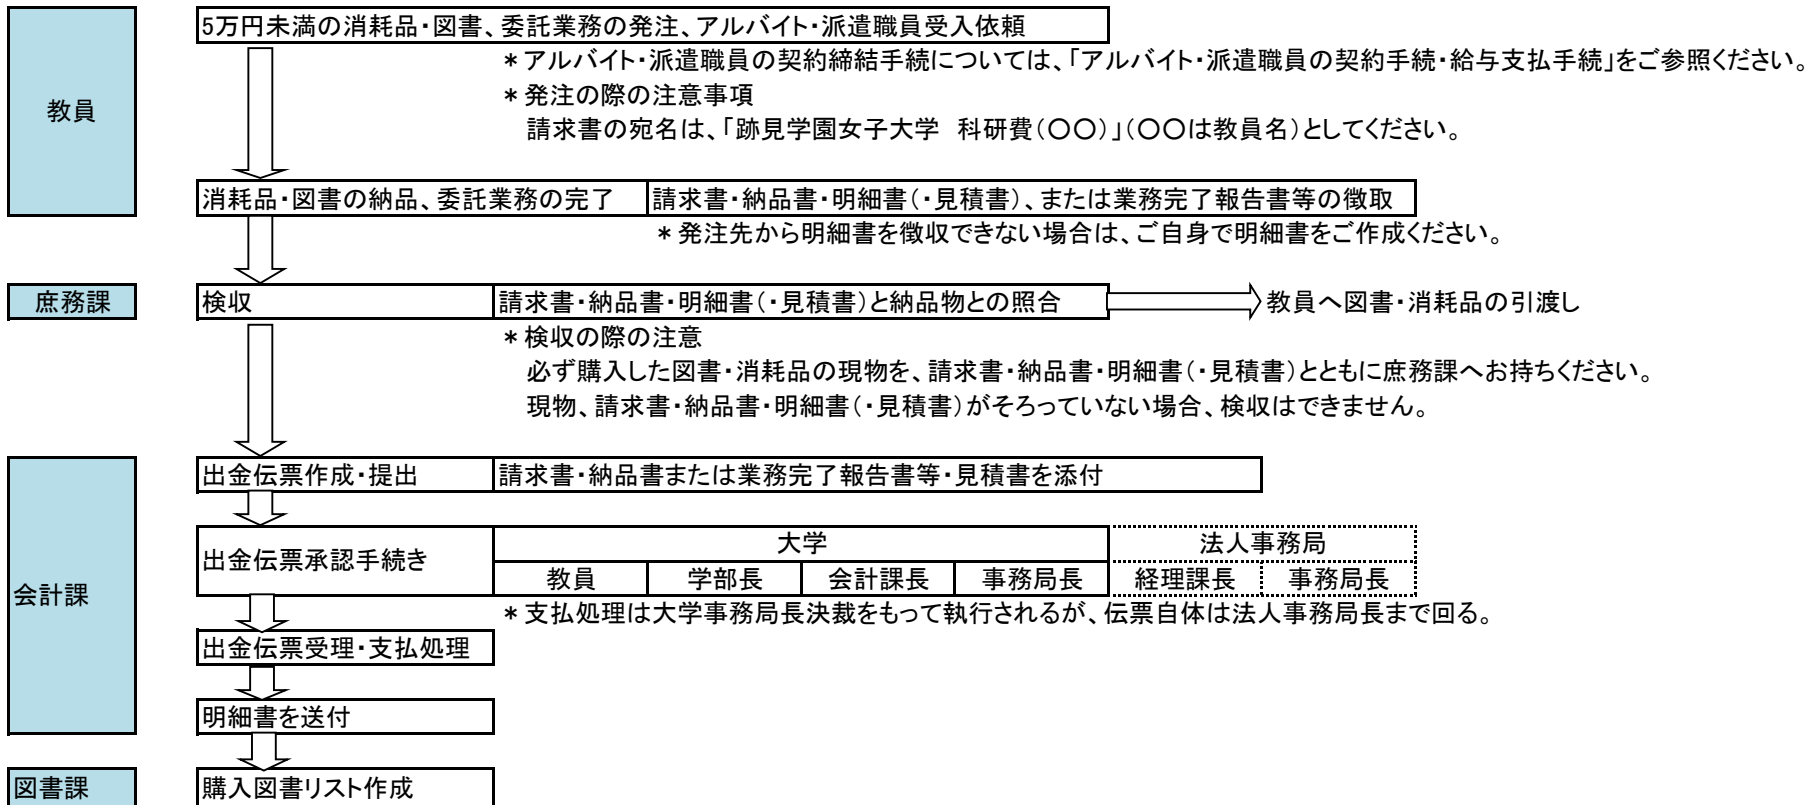 5万円未満の消耗品・図書、委託業務の発注、アルバイト・派遣職員受入依頼
＊アルバイト・派遣職員の契約締結手続については、「アルバイト・派遣職員の契約手続・給与支払手続」をご参照ください。
教員
＊発注の際の注意事項
請求書の宛名は、「跡見学園女子大学　科研費（〇〇）」（〇〇は教員名）としてください。
消耗品・図書の納品、委託業務の完了
請求書・納品書・明細書（・見積書）、または業務完了報告書等の徴取
＊発注先から明細書を徴収できない場合は、ご自身で明細書をご作成ください。
庶務課
検収
請求書・納品書・明細書（・見積書）と納品物との照合
教員へ図書・消耗品の引渡し
＊検収の際の注意
必ず購入した図書・消耗品の現物を、請求書・納品書・明細書（・見積書）とともに庶務課へお持ちください。
現物、請求書・納品書・明細書（・見積書）がそろっていない場合、検収はできません。
会計課
出金伝票作成・提出
請求書・納品書または業務完了報告書等・見積書を添付
出金伝票承認手続き
大学
法人事務局
教員
学部長
会計課長
事務局長
経理課長
事務局長
＊支払処理は大学事務局長決裁をもって執行されるが、伝票自体は法人事務局長まで回る。
出金伝票受理・支払処理
明細書を送付
図書課
購入図書リスト作成